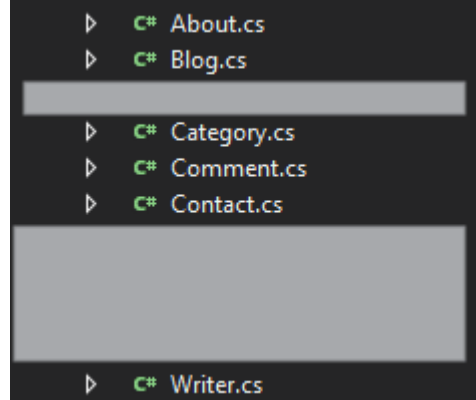 C# About.cs
C# Blog.cs
C# Category.cs
C# Comment.cs
C# Contact.cs
C# Writer.cs